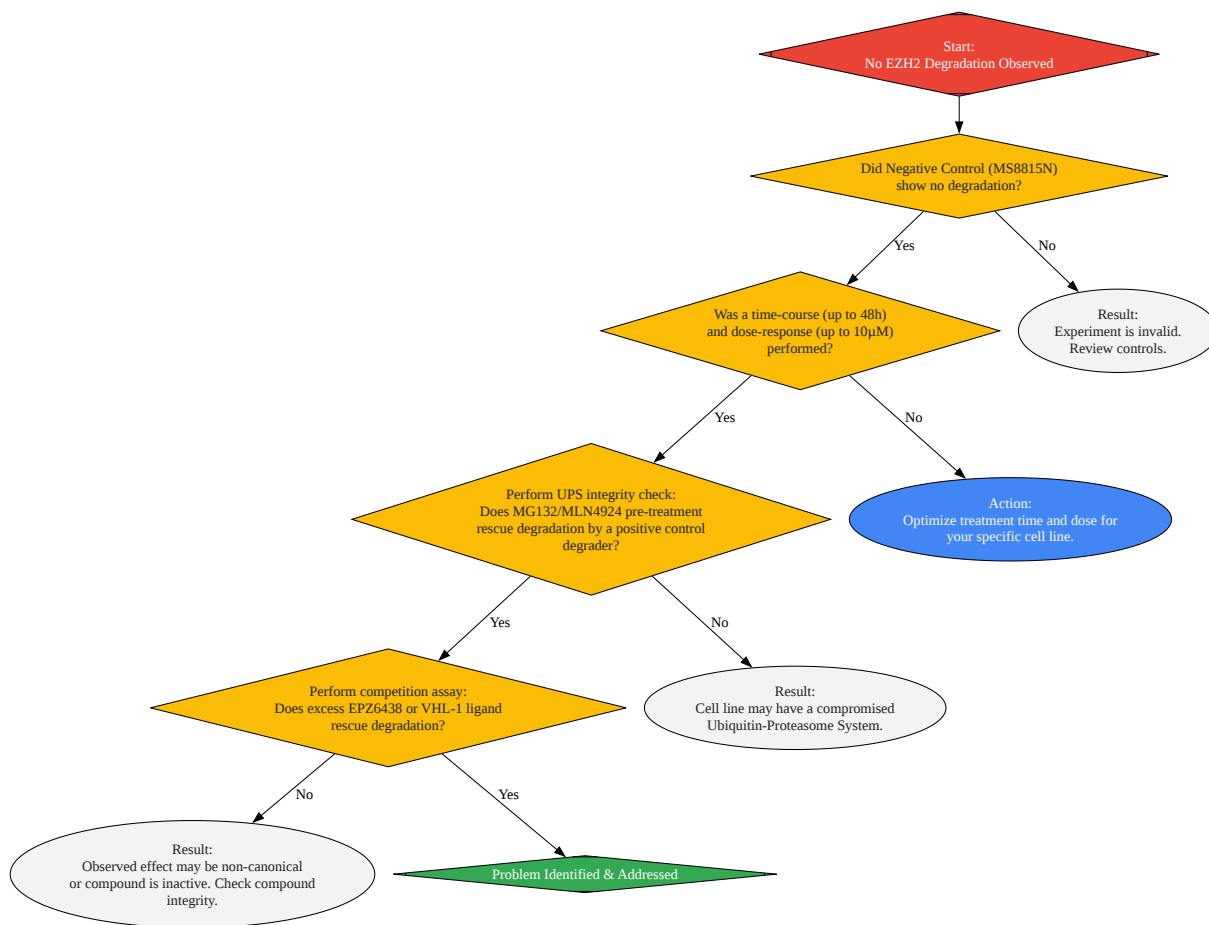 Start:
No EZH2 Degradation Observed
Did Negative Control (MS8815N)
show no degradation?
Yes
No
Was a time-course (up to 48h)
and dose-response (up to 10µM)
performed?
Result:
Experiment is invalid.
Review controls.
Yes
No
Perform UPS integrity check:
Does MG132/MLN4924 pre-treatment
rescue degradation by a positive control
degrader?
Action:
Optimize treatment time and dose for
your specific cell line.
Yes
No
Perform competition assay:
Does excess EPZ6438 or VHL-1 ligand
rescue degradation?
Result:
Cell line may have a compromised
Ubiquitin-Proteasome System.
No
Yes
Result:
Observed effect may be non-canonical
or compound is inactive. Check compound
integrity.
Problem Identified & Addressed